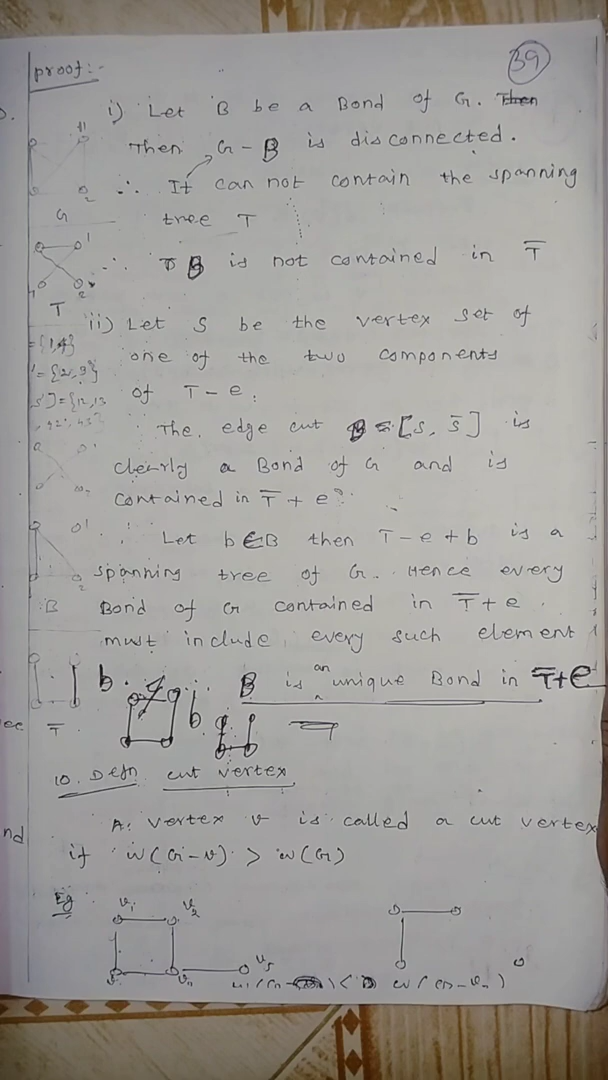 39
proof:-
i) Let B be a Bond of G.
Then G - B is disconnected.
∴ It can not contain the spanning
tree T
G
∴ B is not contained in T̅
T
ii) Let S be the vertex set of
one of the two components
of T - e.
The edge cut B = [S, S̅] is
clearly a Bond of G and is
contained in T̅ + e.
Let b ∈ B then T - e + b is a
spanning tree of G. Hence every
Bond of G contained in T̅ + e
must include every such element
b. ∴ B is an unique Bond in T̅ + e
T̅
10. Defn cut vertex
A vertex v is called a cut vertex
if w(G-v) > w(G)
Eg
v1 v2
v5